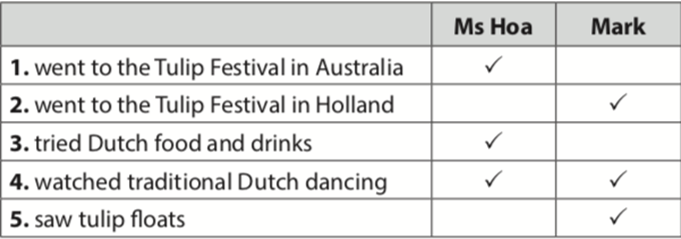 Ms Hoa Mark
1. went to the Tulip Festival in Australia ✓
2. went to the Tulip Festival in Holland ✓
3. tried Dutch food and drinks ✓
4. watched traditional Dutch dancing ✓ ✓
5. saw tulip floats ✓